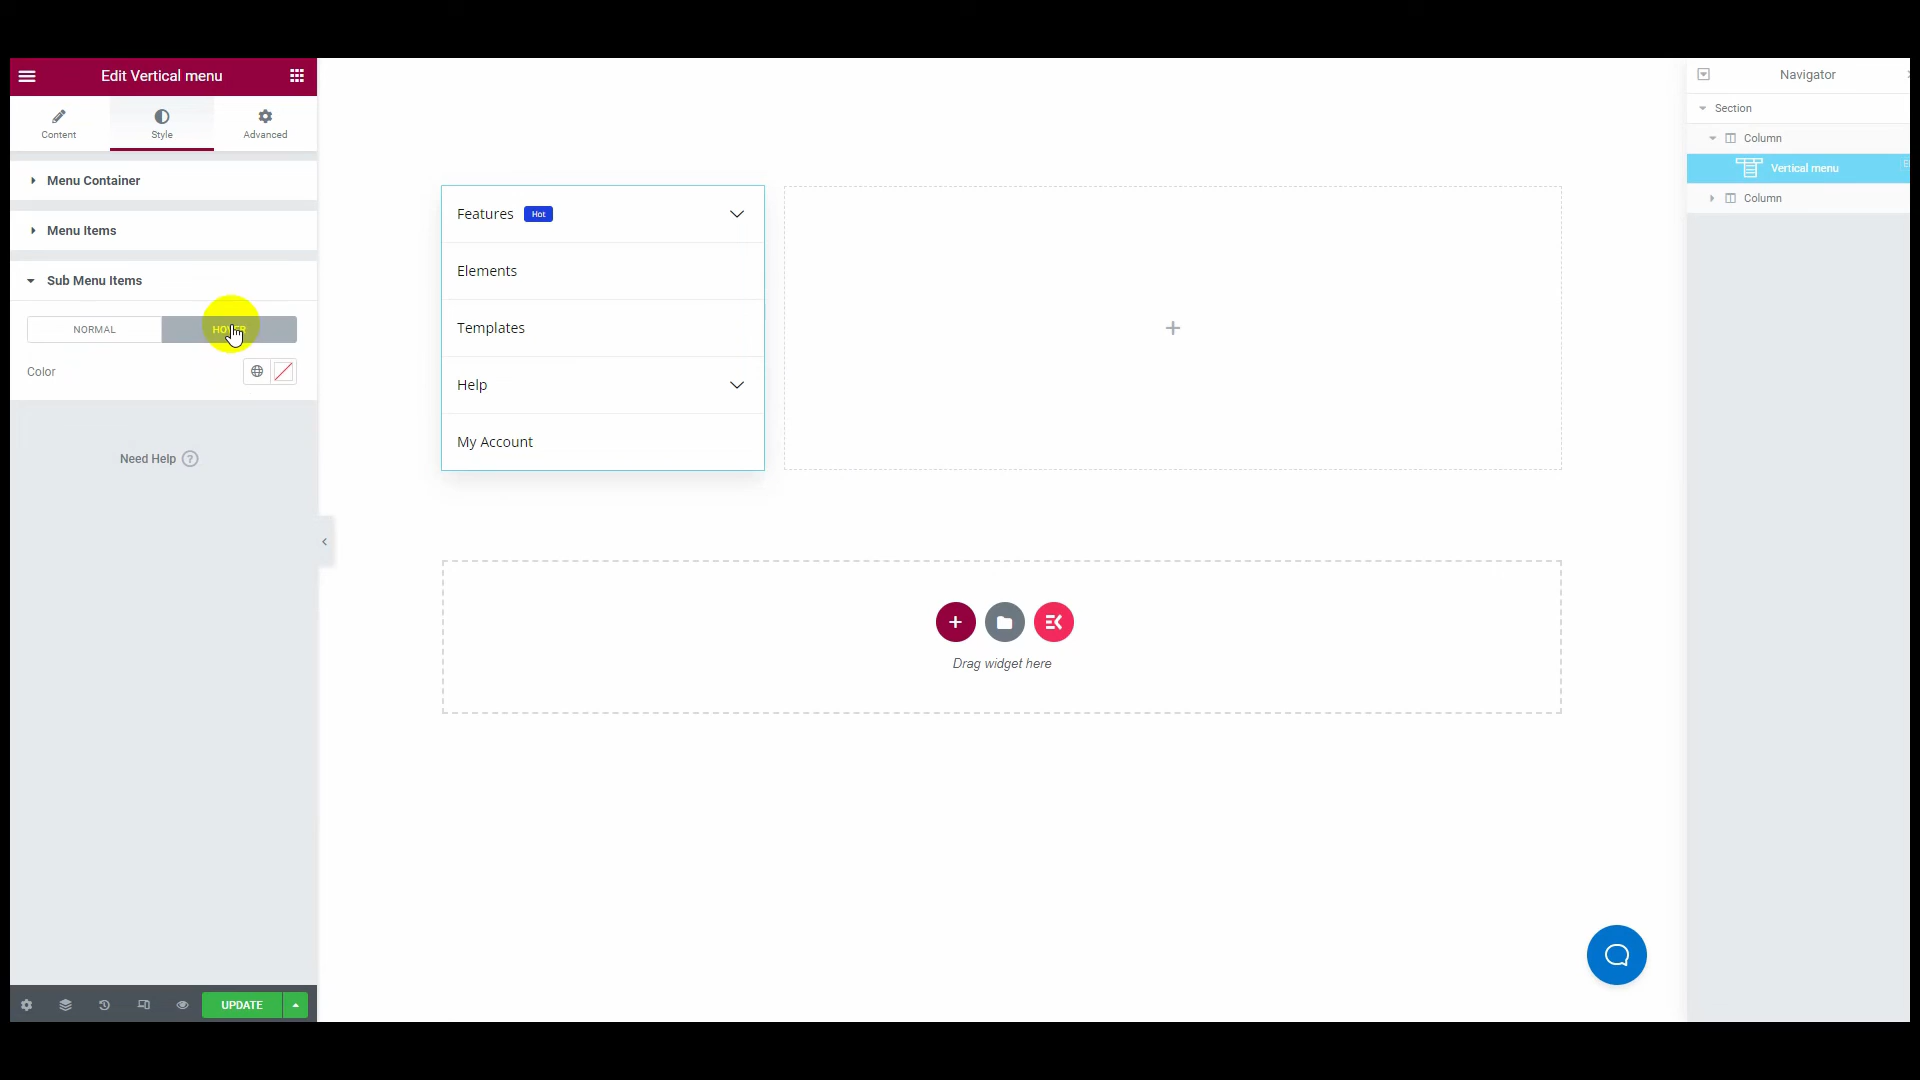 Edit Vertical menu
Content
Style
Advanced
Menu Container
Menu Items
Sub Menu Items
NORMAL
HOVER
Color
Need Help ?
UPDATE
Features
Hot
Elements
Templates
Help
My Account
Drag widget here
Navigator
Section
Column
Vertical menu
Column